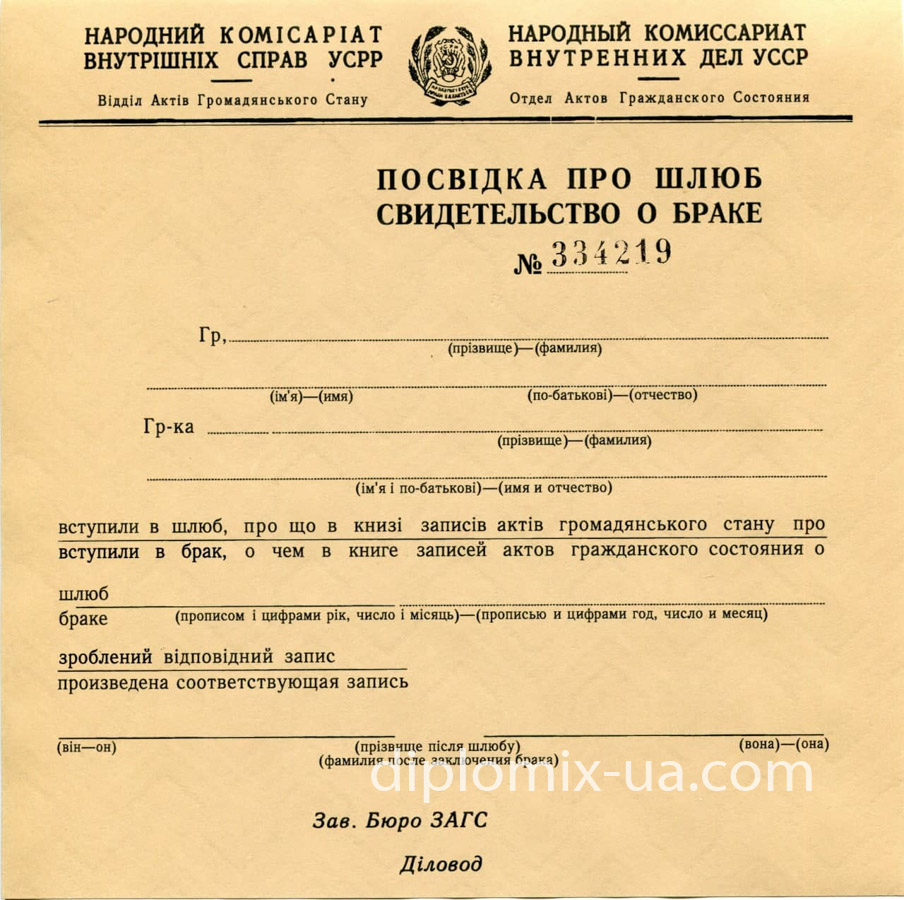 НАРОДНИЙ КОМІСАРІАТ
ВНУТРІШНІХ СПРАВ УСРР
Відділ Актів Громадянського Стану
НАРОДНЫЙ КОМИССАРИАТ
ВНУТРЕННИХ ДЕЛ УССР
Отдел Актов Гражданского Состояния
ПОСВІДКА ПРО ШЛЮБ
СВИДЕТЕЛЬСТВО О БРАКЕ
№ 334219
Гр,
(прізвище)—(фамилия)
(ім'я)—(имя) (по-батькові)—(отчество)
Гр-ка
(прізвище)—(фамилия)
(ім'я і по-батькові)—(имя и отчество)
вступили в шлюб, про що в книзі записів актів громадянського стану про
вступили в брак, о чем в книге записей актов гражданского состояния о
шлюб
браке
(прописом і цифрами рік, число і місяць)—(прописью и цифрами год, число и месяц)
зроблений відповідний запис
произведена соответствующая запись
(він—он) (прізвище після шлюбу) (вона)—(она)
(фамилия после заключения брака)
diplomix-ua.com
Зав. Бюро ЗАГС
Діловод